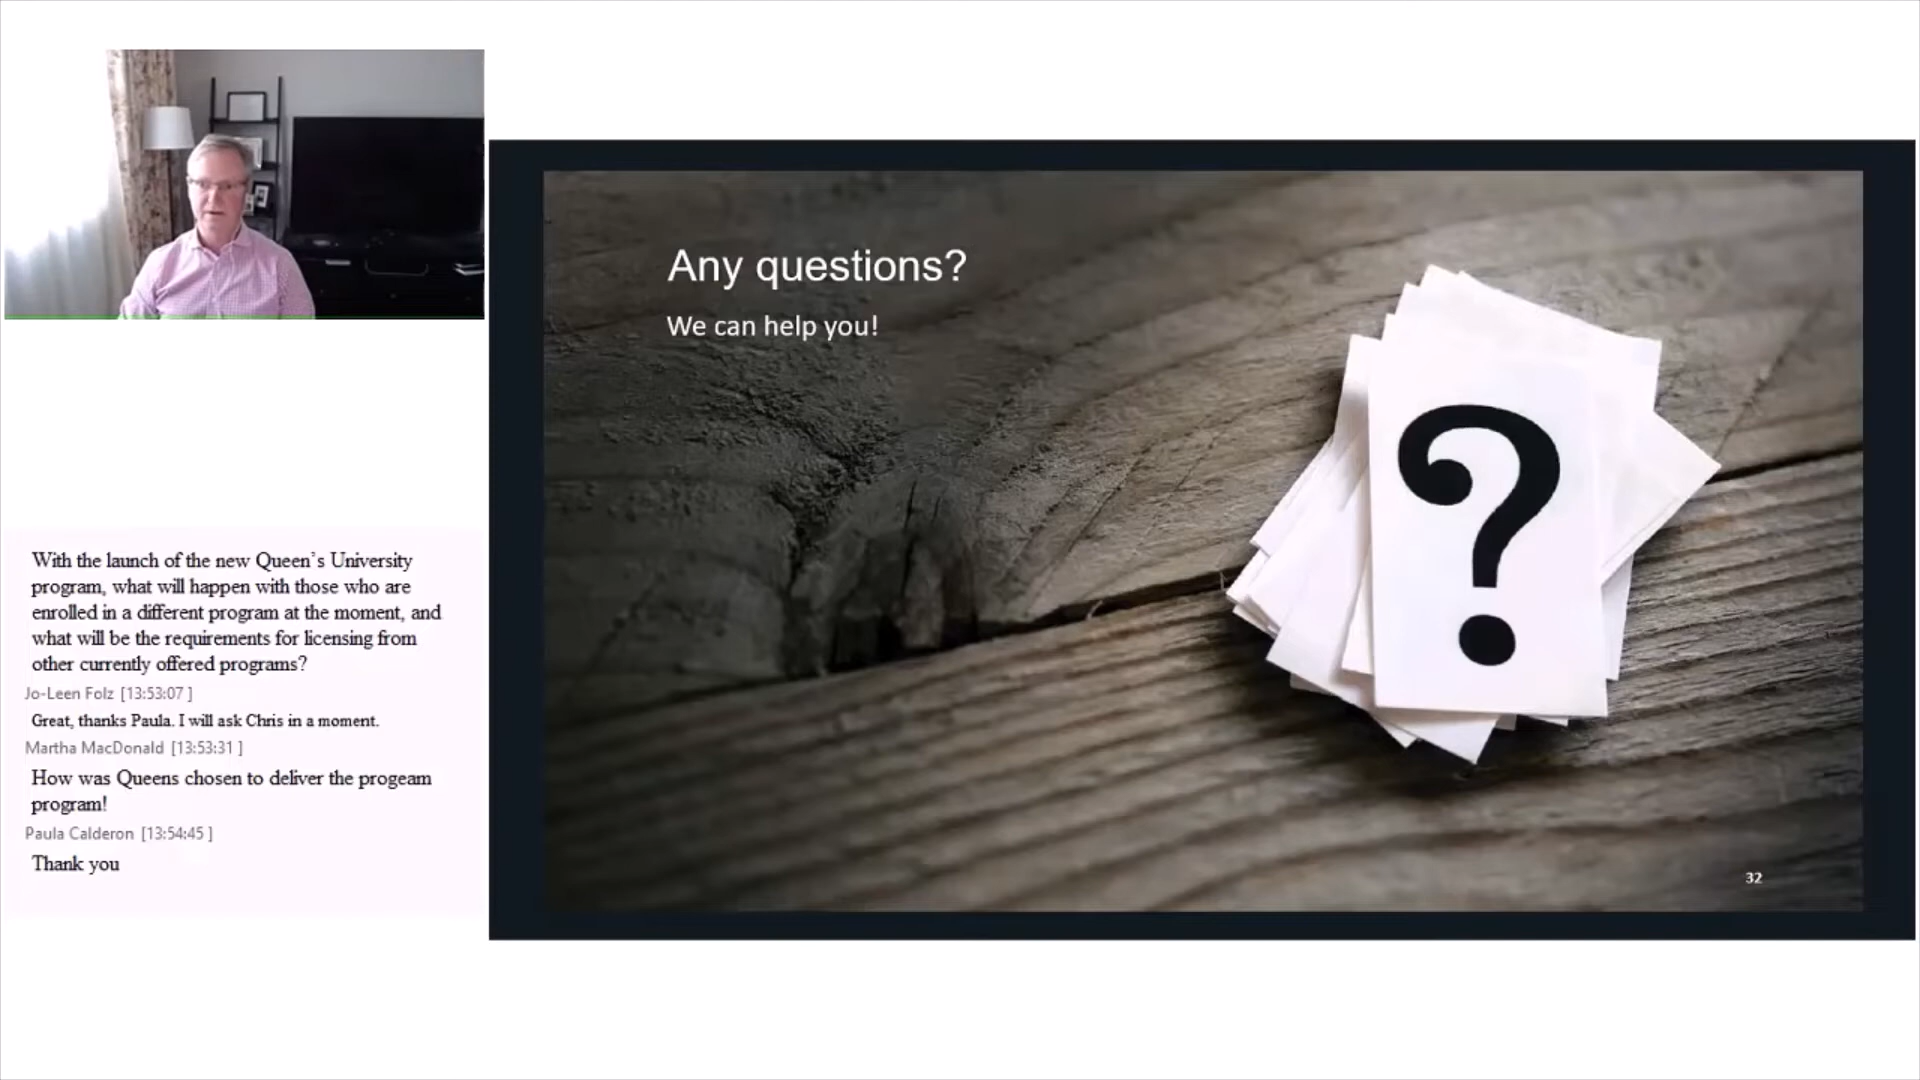 Any questions?
We can help you!
?
32
With the launch of the new Queen’s University
program, what will happen with those who are
enrolled in a different program at the moment, and
what will be the requirements for licensing from
other currently offered programs?
Jo-Leen Folz [13:53:07 ]
Great, thanks Paula. I will ask Chris in a moment.
Martha MacDonald [13:53:31 ]
How was Queens chosen to deliver the progeam
program!
Paula Calderon [13:54:45 ]
Thank you